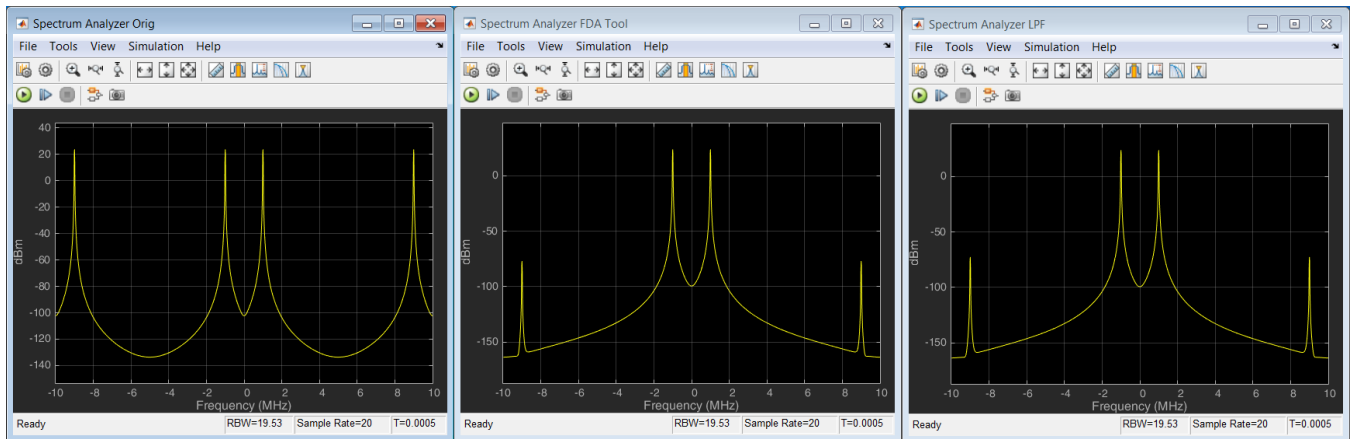 Spectrum Analyzer Orig
File Tools View Simulation Help
40
20
0
-20
-40
-60
-80
-100
-120
-140
dBm
-10 -8 -6 -4 -2 0 2 4 6 8 10
Frequency (MHz)
Ready RBW=19.53 Sample Rate=20 T=0.0005
Spectrum Analyzer FDA Tool
File Tools View Simulation Help
0
-50
-100
-150
dBm
-10 -8 -6 -4 -2 0 2 4 6 8 10
Frequency (MHz)
Ready RBW=19.53 Sample Rate=20 T=0.0005
Spectrum Analyzer LPF
File Tools View Simulation Help
0
-50
-100
-150
dBm
-10 -8 -6 -4 -2 0 2 4 6 8 10
Frequency (MHz)
Ready RBW=19.53 Sample Rate=20 T=0.0005